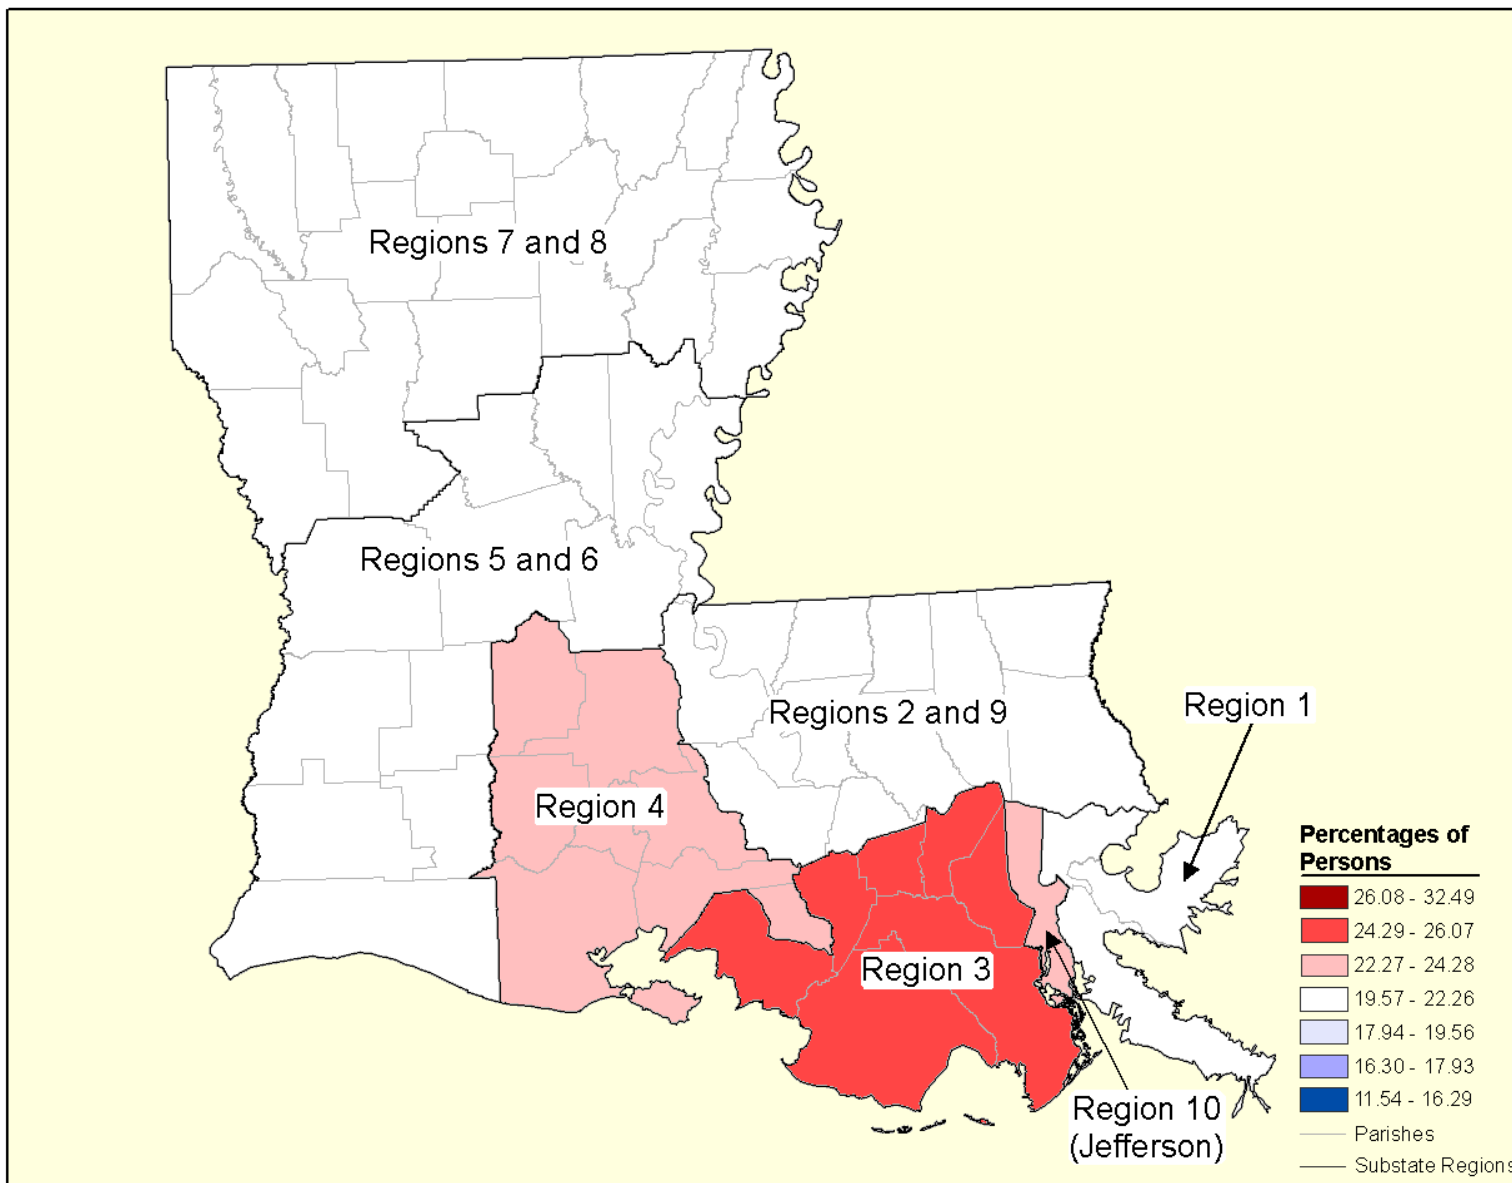 Regions 7 and 8
Regions 5 and 6
Regions 2 and 9
Region 1
Region 4
Region 3
Region 10
(Jefferson)
Percentages of
Persons
26.08 - 32.49
24.29 - 26.07
22.27 - 24.28
19.57 - 22.26
17.94 - 19.56
16.30 - 17.93
11.54 - 16.29
Parishes
Substate Regions